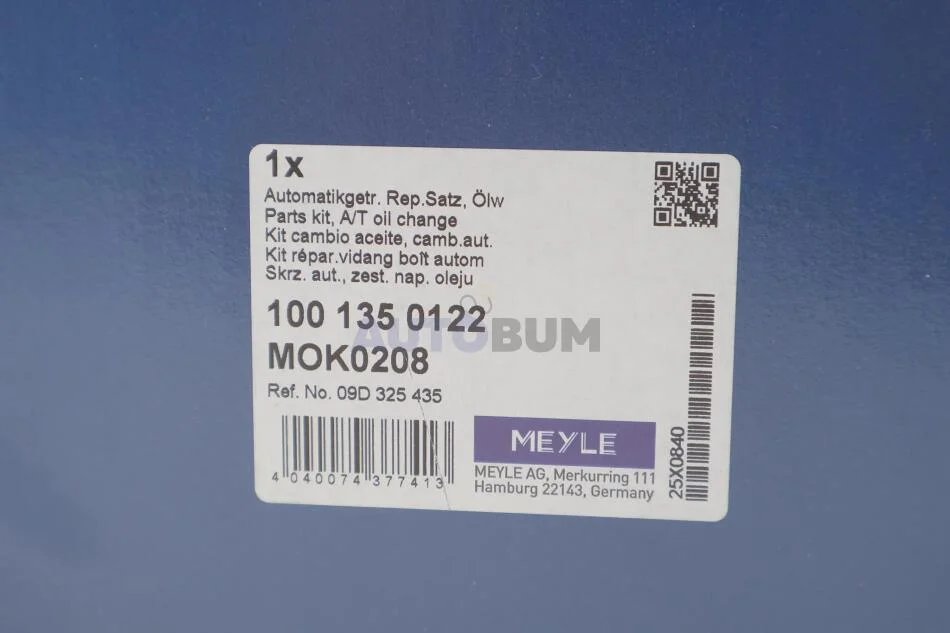 1x
Automatikgetr. Rep.Satz, Ölw
Parts kit, A/T oil change
Kit cambio aceite, camb.aut.
Kit répar.vidang boît autom
Skrz. aut., zest. nap. oleju
100 135 0122
AUTOBUM
MOK0208
Ref. No. 09D 325 435
4 040074 377413
MEYLE
MEYLE AG, Merkurring 111
Hamburg 22143, Germany
25X0840